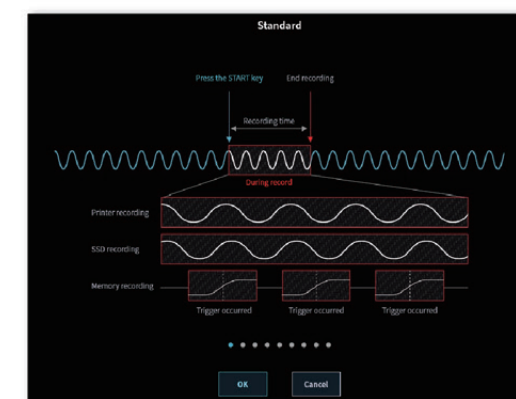 Standard
Press the START key End recording
Recording time
During record
Printer recording
SSD recording
Memory recording
Trigger occurred Trigger occurred Trigger occurred
OK Cancel